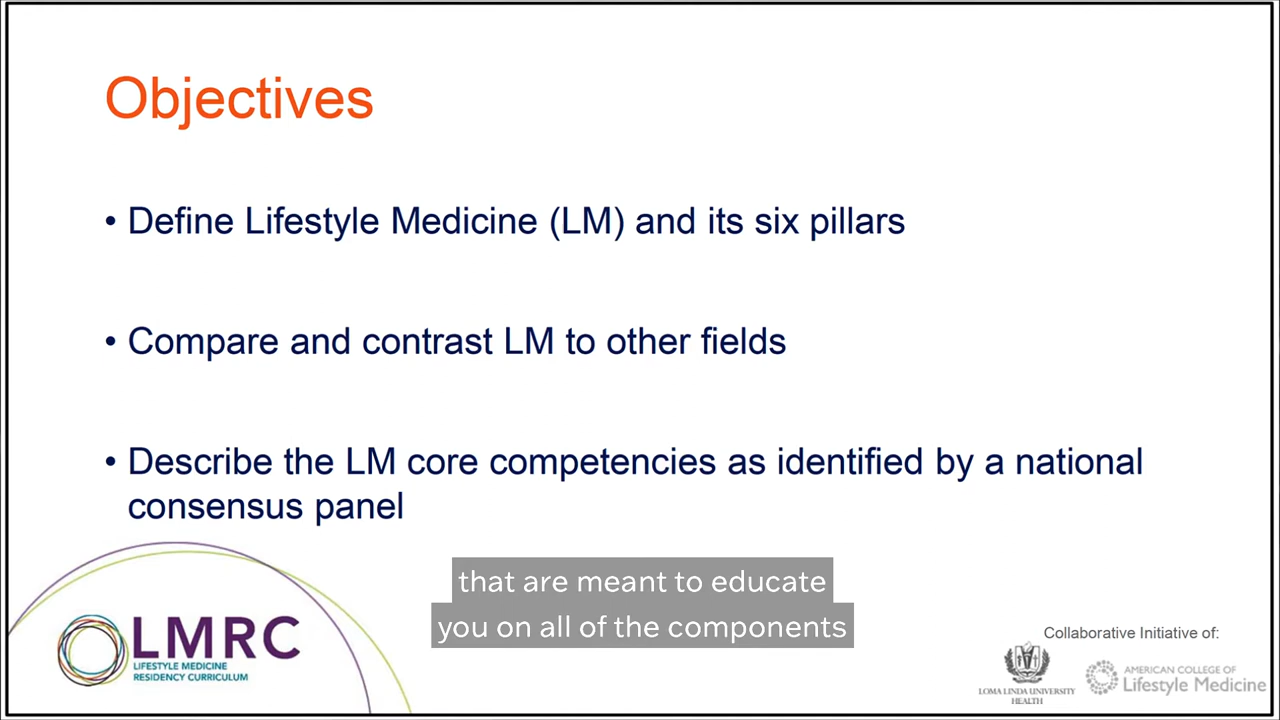 Objectives
• Define Lifestyle Medicine (LM) and its six pillars
• Compare and contrast LM to other fields
• Describe the LM core competencies as identified by a national
consensus panel
that are meant to educate
you on all of the components
LMRC
LIFESTYLE MEDICINE
RESIDENCY CURRICULUM
Collaborative Initiative of:
LOMA LINDA UNIVERSITY
HEALTH
AMERICAN COLLEGE OF
Lifestyle Medicine